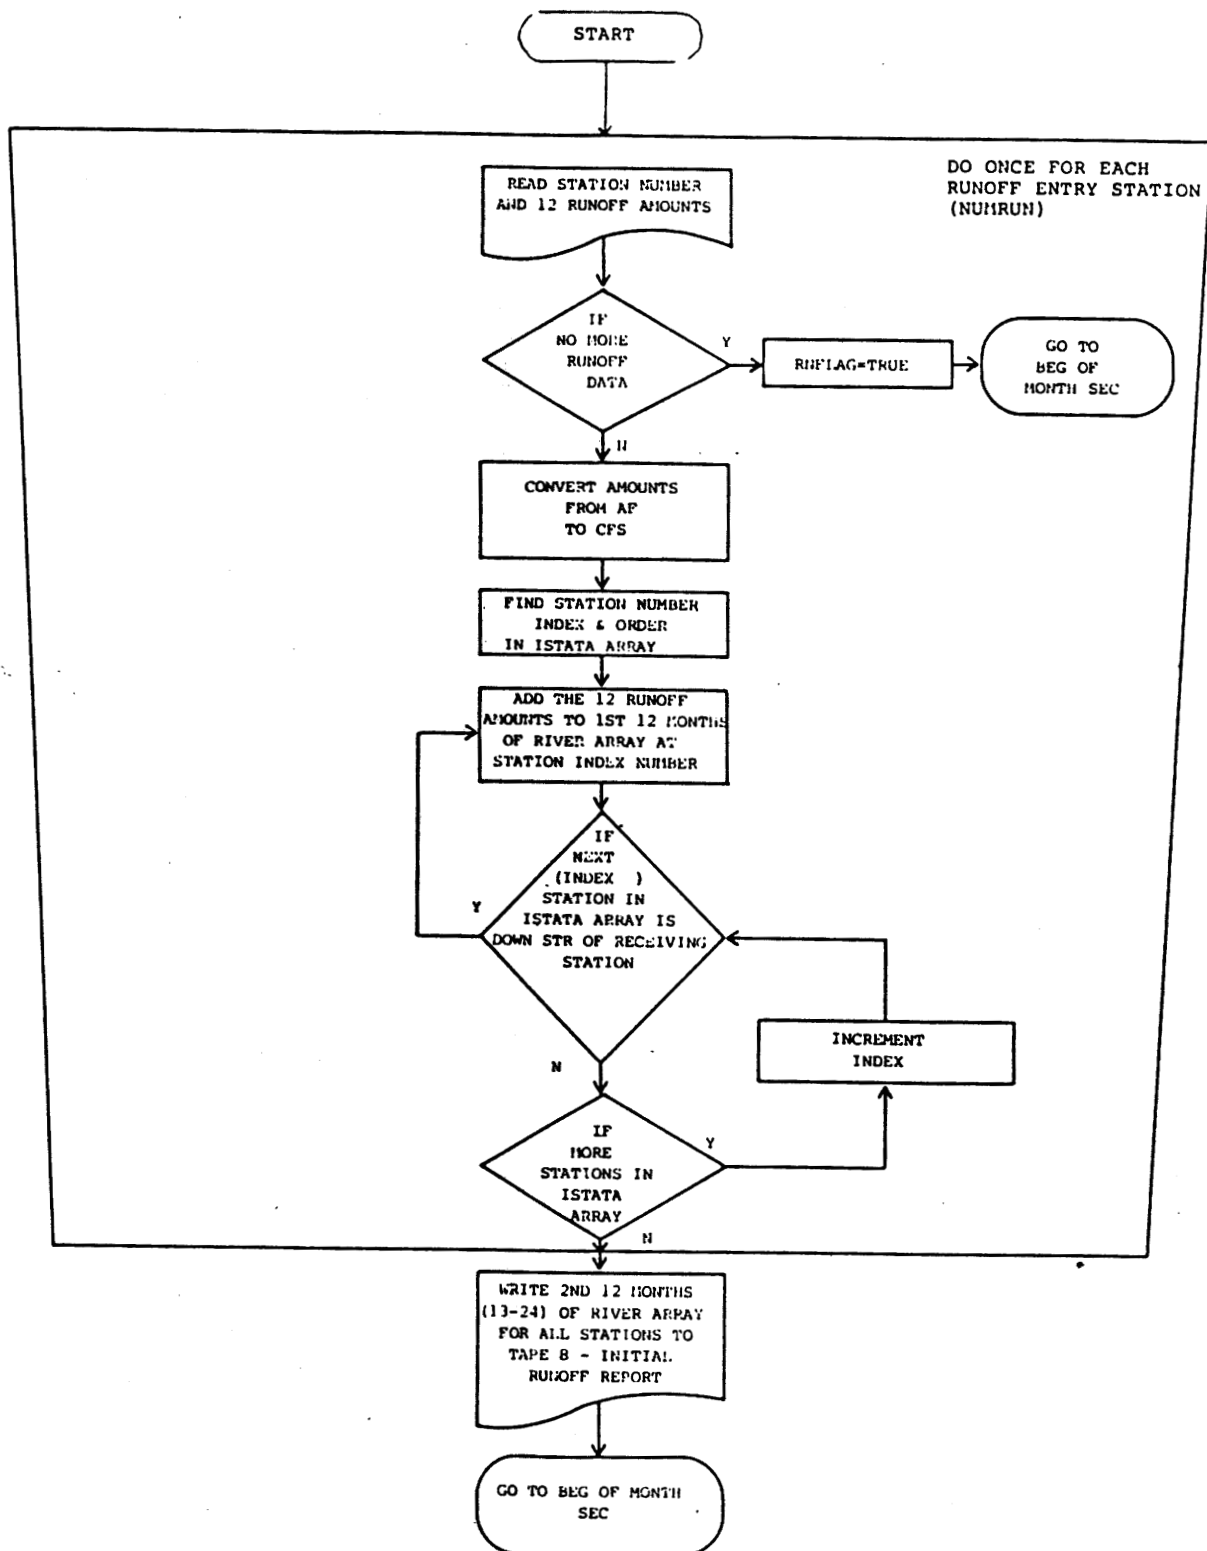 START
DO ONCE FOR EACH
RUNOFF ENTRY STATION
(NUMRUN)
READ STATION NUMBER
AND 12 RUNOFF AMOUNTS
IF
NO MORE
RUNOFF
DATA
Y
RNFLAG=TRUE
GO TO
BEG OF
MONTH SEC
N
CONVERT AMOUNTS
FROM AF
TO CFS
FIND STATION NUMBER
INDEX & ORDER
IN ISTATA ARRAY
ADD THE 12 RUNOFF
AMOUNTS TO 1ST 12 MONTHS
OF RIVER ARRAY AT
STATION INDEX NUMBER
IF
NEXT
(INDEX )
STATION IN
ISTATA ARRAY IS
DOWN STR OF RECEIVING
STATION
Y
INCREMENT
INDEX
N
IF
MORE
STATIONS IN
ISTATA
ARRAY
Y
N
WRITE 2ND 12 MONTHS
(13-24) OF RIVER ARRAY
FOR ALL STATIONS TO
TAPE 8 - INITIAL
RUNOFF REPORT
GO TO BEG OF MONTH
SEC